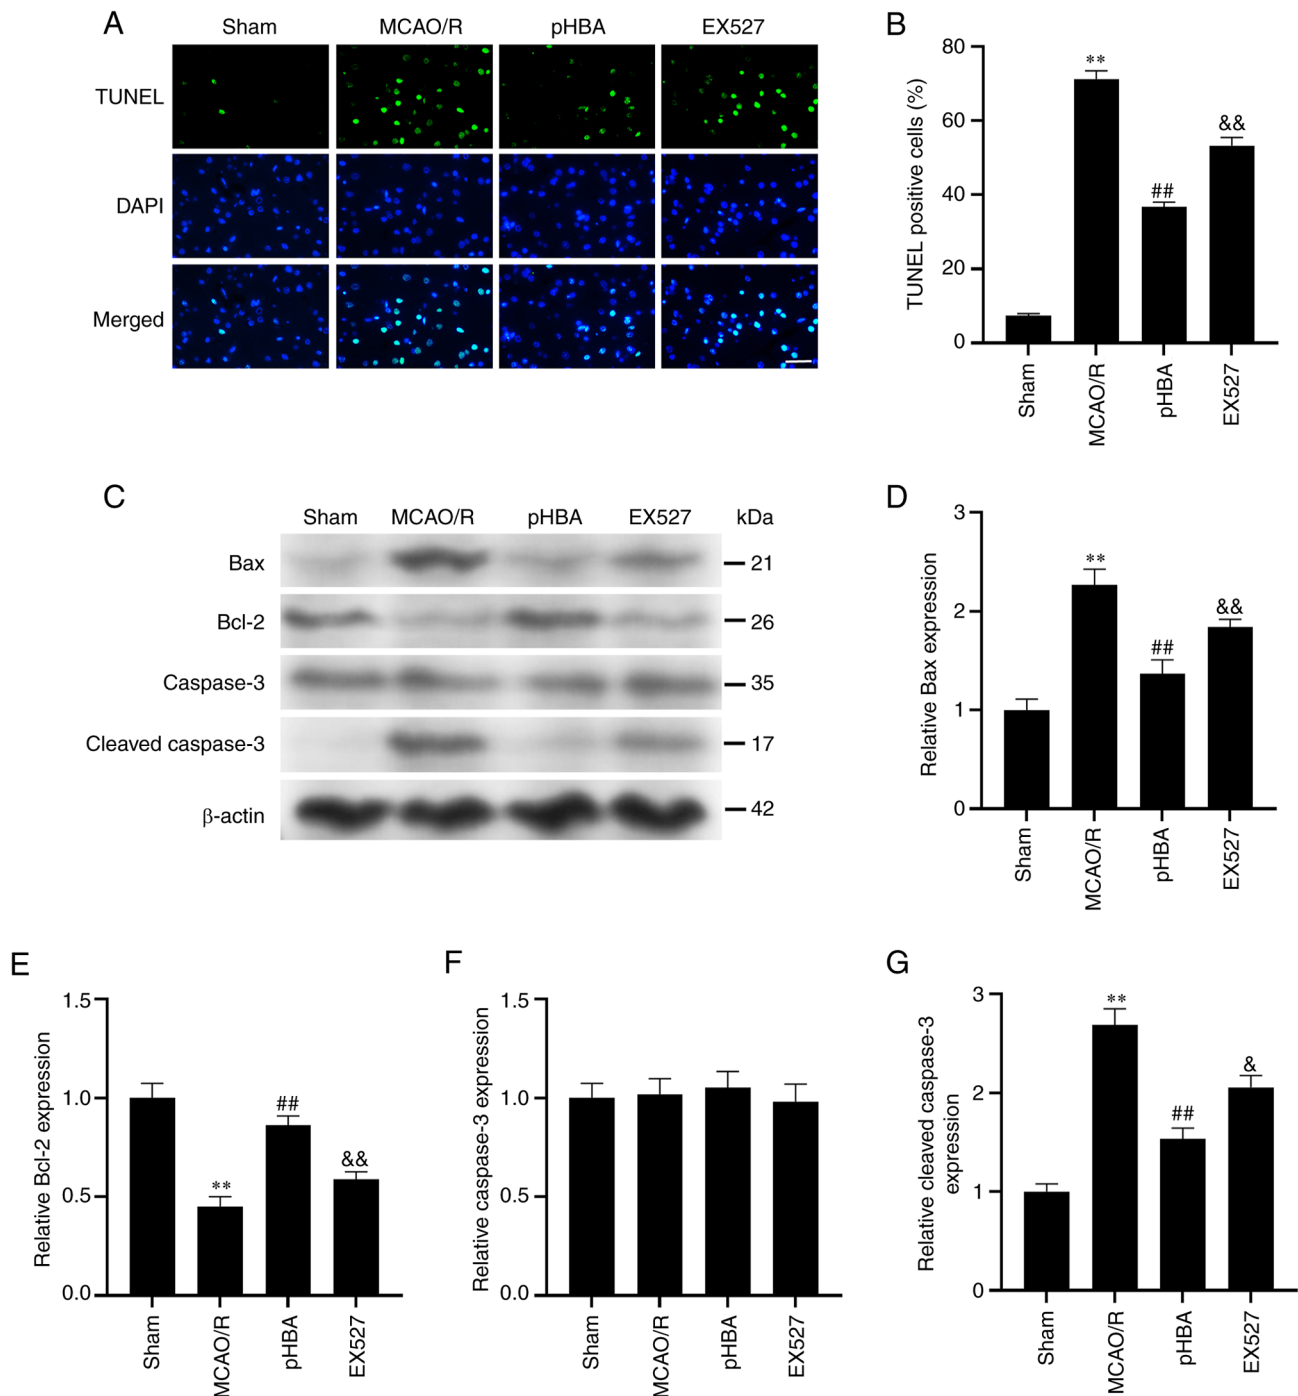 A
Sham
MCAO/R
pHBA
EX527
TUNEL
DAPI
Merged
B
TUNEL positive cells (%)
80
60
40
20
0
**
##
&&
Sham
MCAO/R
pHBA
EX527
C
Sham
MCAO/R
pHBA
EX527
kDa
Bax
21
Bcl-2
26
Caspase-3
35
Cleaved caspase-3
17
β-actin
42
D
Relative Bax expression
3
2
1
0
**
##
&&
Sham
MCAO/R
pHBA
EX527
E
Relative Bcl-2 expression
1.5
1.0
0.5
0.0
**
##
&&
Sham
MCAO/R
pHBA
EX527
F
Relative caspase-3 expression
1.5
1.0
0.5
0.0
Sham
MCAO/R
pHBA
EX527
G
Relative cleaved caspase-3
expression
3
2
1
0
**
##
&
Sham
MCAO/R
pHBA
EX527